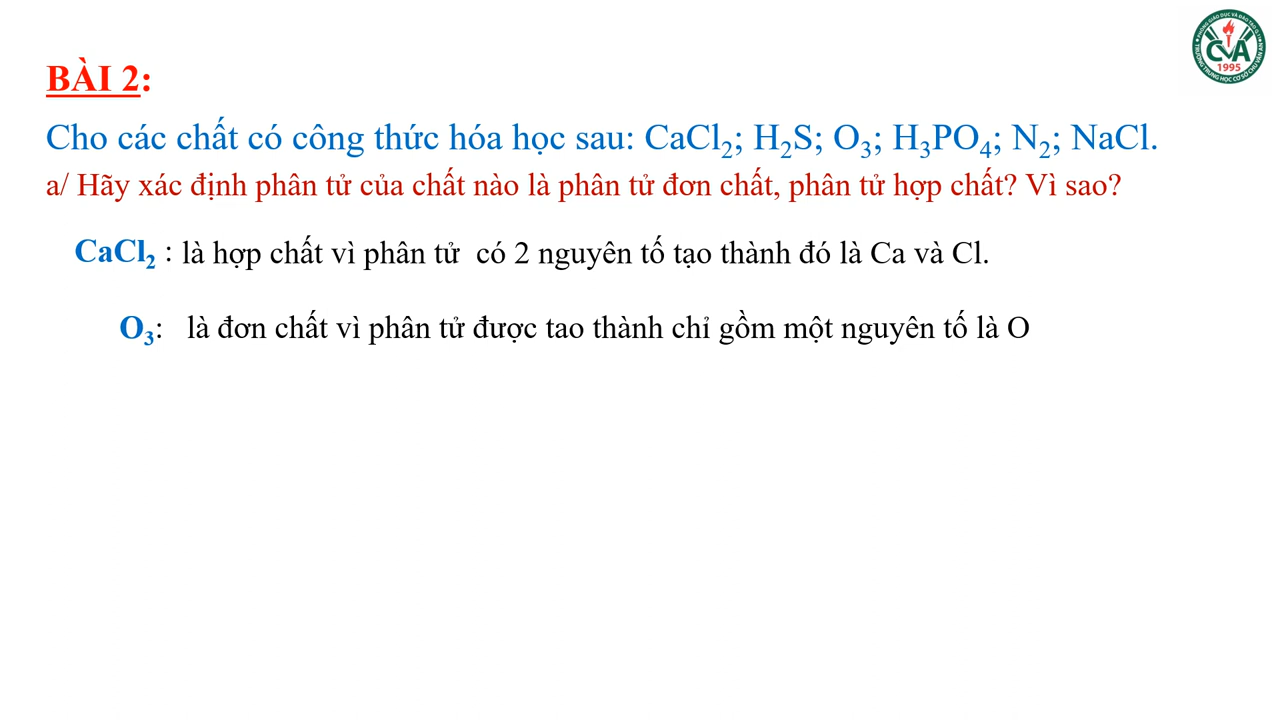 CVA
1995
BÀI 2:
Cho các chất có công thức hóa học sau: CaCl₂; H₂S; O₃; H₃PO₄; N₂; NaCl.
a/ Hãy xác định phân tử của chất nào là phân tử đơn chất, phân tử hợp chất? Vì sao?
CaCl₂ : là hợp chất vì phân tử có 2 nguyên tố tạo thành đó là Ca và Cl.
O₃: là đơn chất vì phân tử được tao thành chỉ gồm một nguyên tố là O